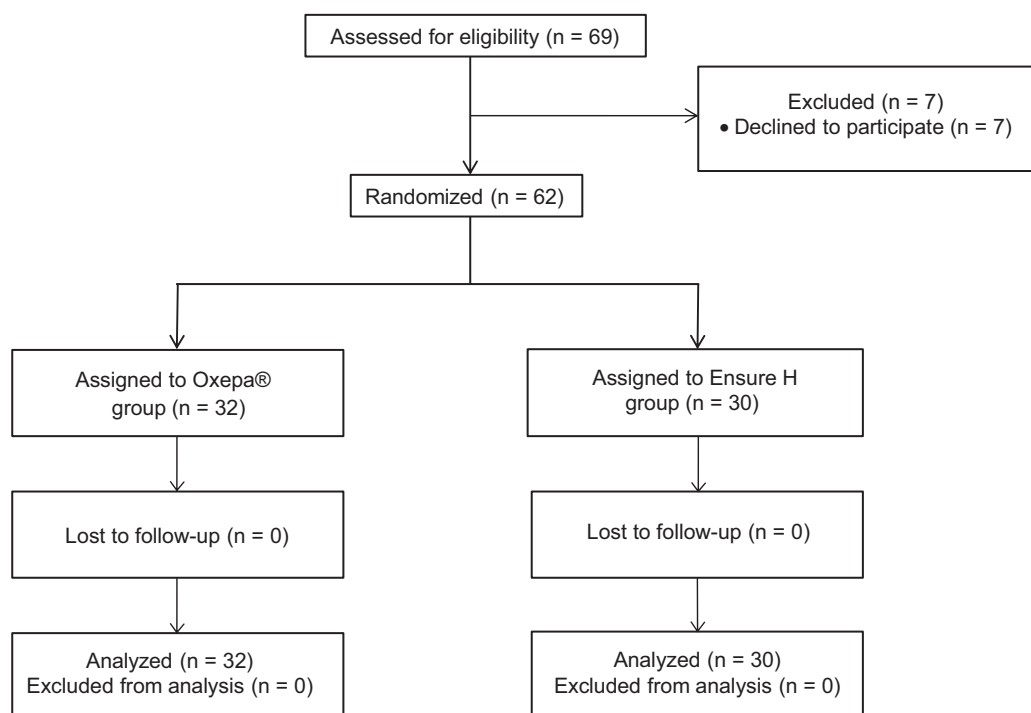 Assessed for eligibility (n = 69)
Excluded (n = 7)
• Declined to participate (n = 7)
Randomized (n = 62)
Assigned to Oxepa®
group (n = 32)
Assigned to Ensure H
group (n = 30)
Lost to follow-up (n = 0)
Lost to follow-up (n = 0)
Analyzed (n = 32)
Excluded from analysis (n = 0)
Analyzed (n = 30)
Excluded from analysis (n = 0)